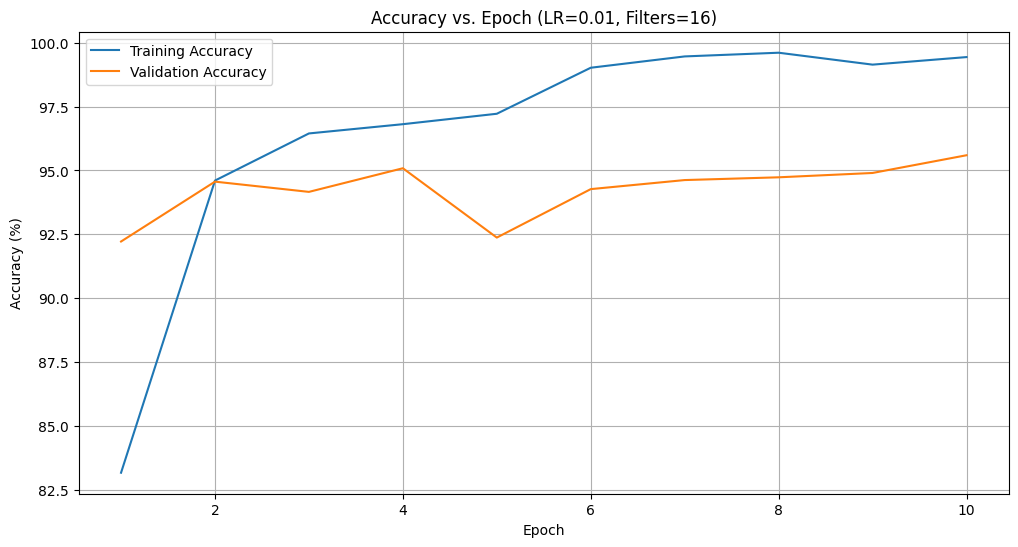 Accuracy vs. Epoch (LR=0.01, Filters=16)
Training Accuracy
Validation Accuracy
Accuracy (%)
100.0
97.5
95.0
92.5
90.0
87.5
85.0
82.5
2 4 6 8 10
Epoch